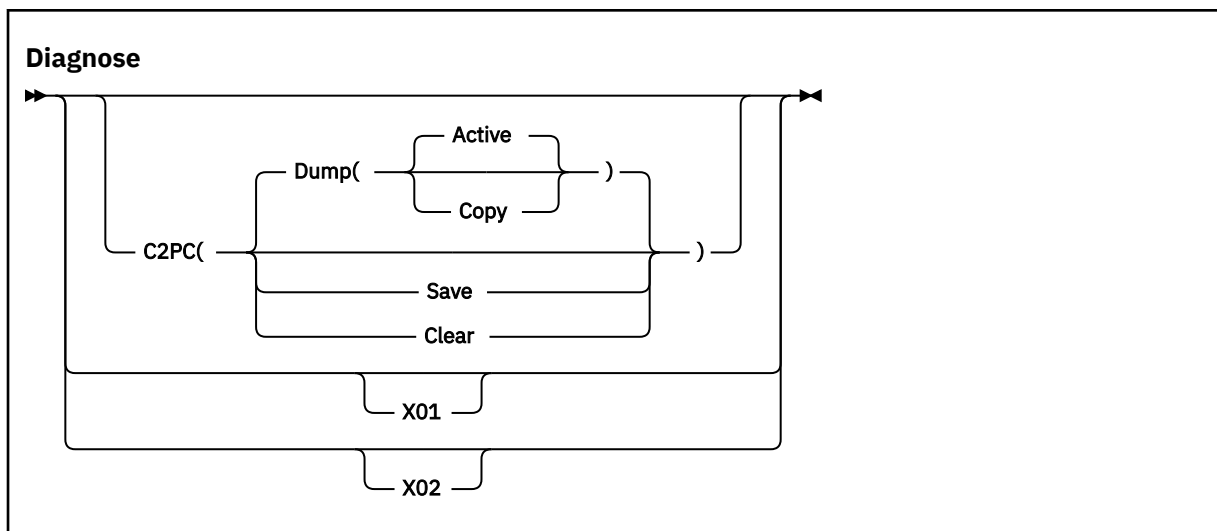 Diagnose
Active
Dump( )
Copy
C2PC( )
Save
Clear
X01
X02